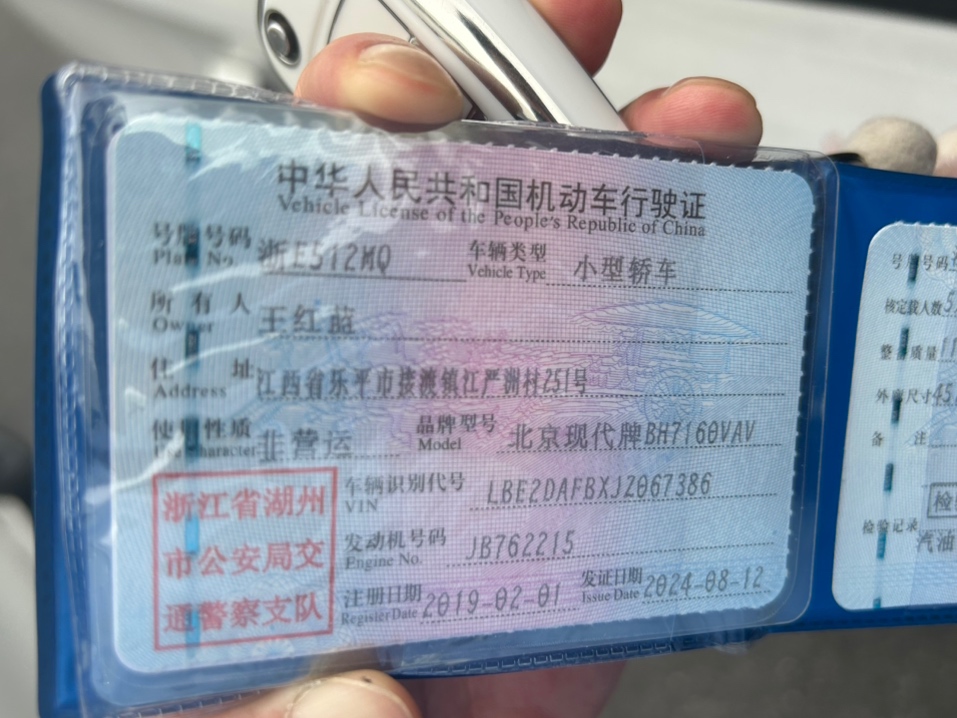 中华人民共和国机动车行驶证
Vehicle License of the People's Republic of China
号牌号码 浙E512MQ 车辆类型 小型轿车
Plate No. Vehicle Type
所有人 王红蓝
Owner
住址 江西省乐平市接渡镇江严洲村251号
Address
使用性质 非营运 品牌型号 北京现代牌BH7160VAV
Use Character Model
浙江省湖州
市公安局交
通警察支队
车辆识别代号 LBE2DAFBXJZ067386
VIN
发动机号码 JB762215
Engine No.
注册日期 2019-02-01 发证日期 2024-08-12
Register Date Issue Date
号牌号码
核定载人数 5
整备质量 11
外廓尺寸 45
备注
检验记录
汽油